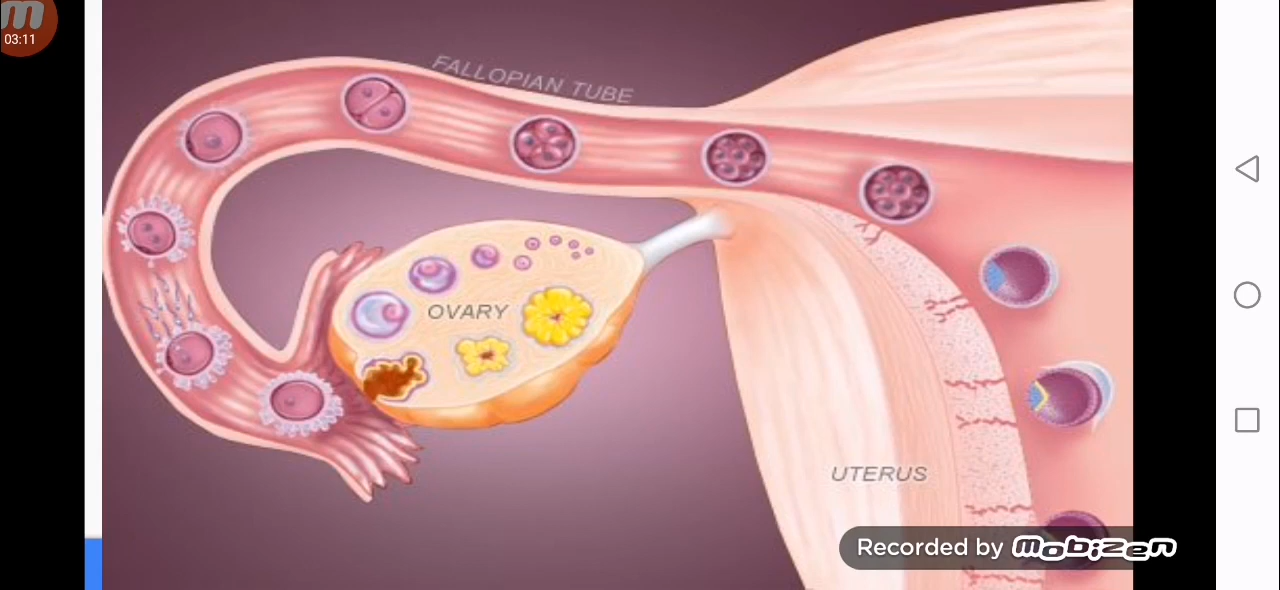 m
03:11
FALLOPIAN TUBE
OVARY
UTERUS
Recorded by mobizen